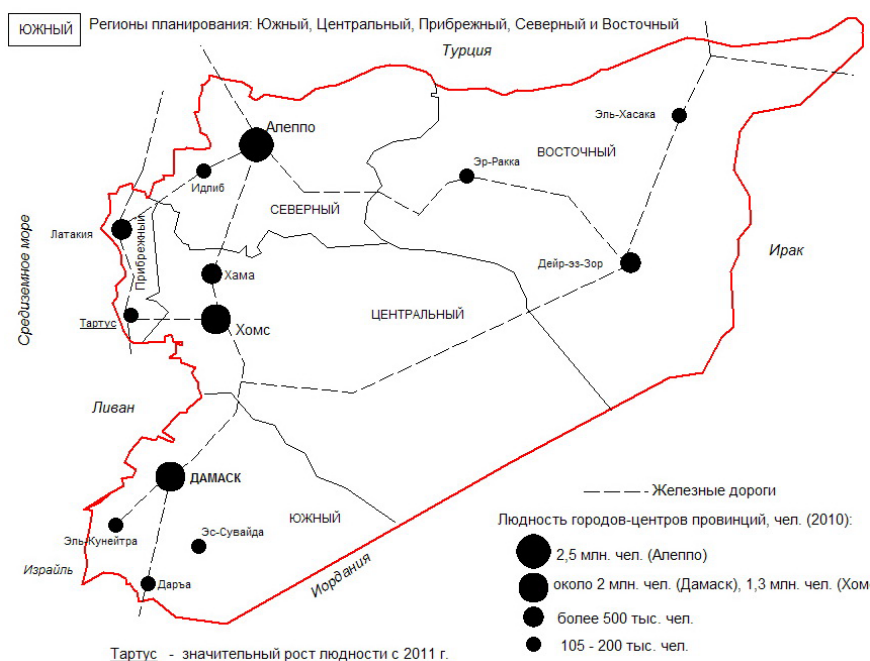 ЮЖНЫЙ Регионы планирования: Южный, Центральный, Прибрежный, Северный и Восточный
Турция
Алеппо
Эль-Хасака
ВОСТОЧНЫЙ
Эр-Ракка
Идлиб
СЕВЕРНЫЙ
Латакия
Прибрежный
Средиземное море
Ирак
Хама
Дейр-эз-Зор
ЦЕНТРАЛЬНЫЙ
Тартус
Хомс
Ливан
ДАМАСК
Железные дороги
ЮЖНЫЙ
Людность городов-центров провинций, чел. (2010):
Эль-Кунейтра
Эс-Сувайда
2,5 млн. чел. (Алеппо)
Израиль
Даръа
Иордания
около 2 млн. чел. (Дамаск), 1,3 млн. чел. (Хом
более 500 тыс. чел.
105 - 200 тыс. чел.
Тартус - значительный рост людности с 2011 г.